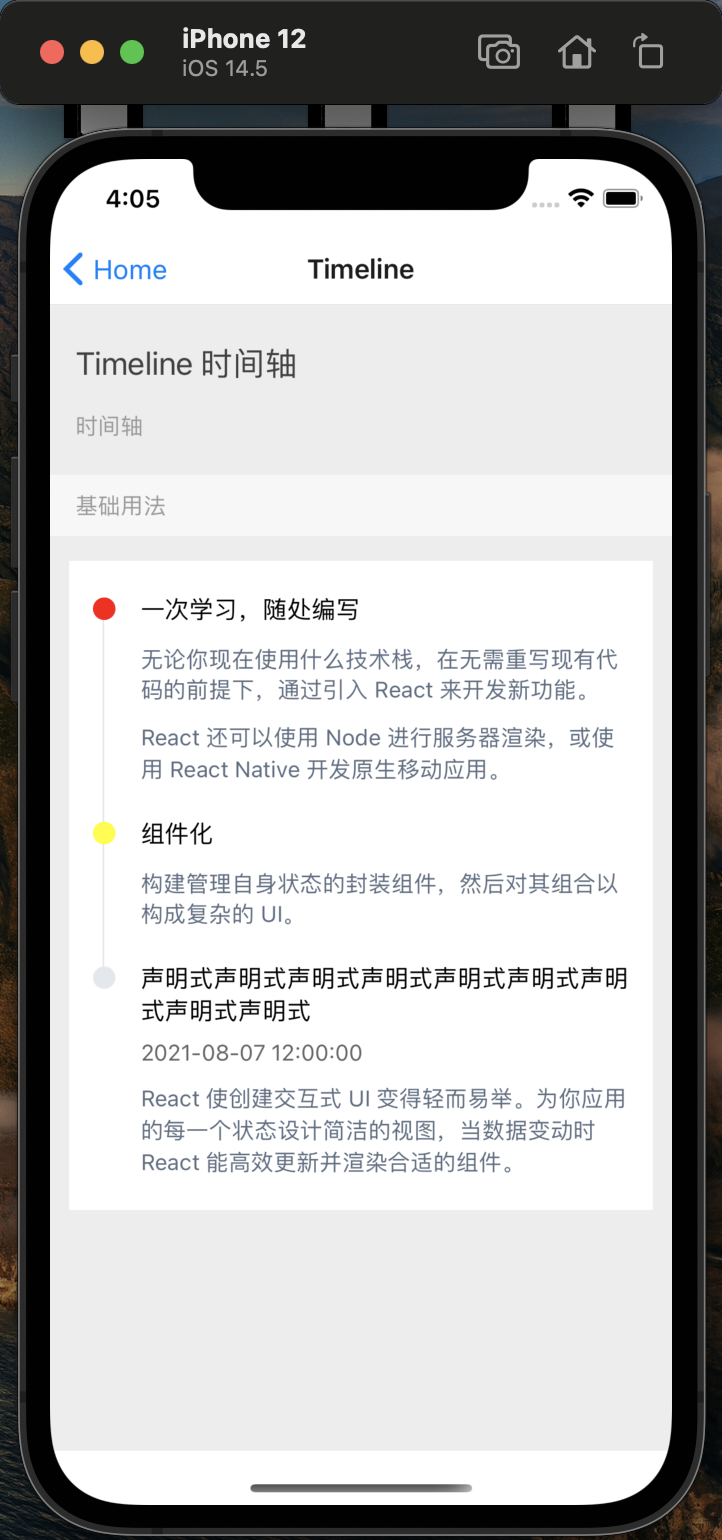 iPhone 12
iOS 14.5
4:05
Home
Timeline
Timeline 时间轴
时间轴
基础用法
一次学习，随处编写
无论你现在使用什么技术栈，在无需重写现有代
码的前提下，通过引入 React 来开发新功能。
React 还可以使用 Node 进行服务器渲染，或使
用 React Native 开发原生移动应用。
组件化
构建管理自身状态的封装组件，然后对其组合以
构成复杂的 UI。
声明式声明式声明式声明式声明式声明式声明
式声明式声明式
2021-08-07 12:00:00
React 使创建交互式 UI 变得轻而易举。为你应用
的每一个状态设计简洁的视图，当数据变动时
React 能高效更新并渲染合适的组件。